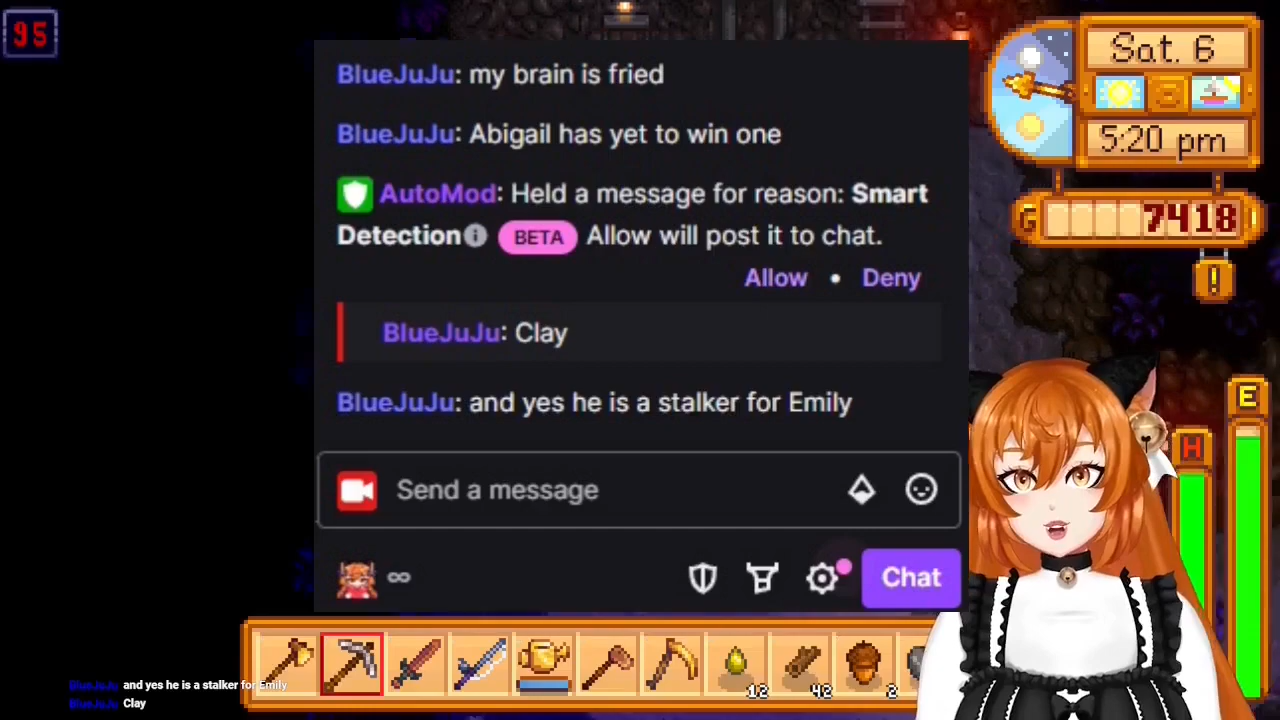 95
BlueJuJu: my brain is fried
BlueJuJu: Abigail has yet to win one
AutoMod: Held a message for reason: Smart
Detection BETA Allow will post it to chat.
Allow • Deny
BlueJuJu: Clay
BlueJuJu: and yes he is a stalker for Emily
Send a message
∞
Chat
Sat. 6
5:20 pm
G 7418
!
E
H
12
42
2
BlueJuJu and yes he is a stalker for Emily
BlueJuJu Clay